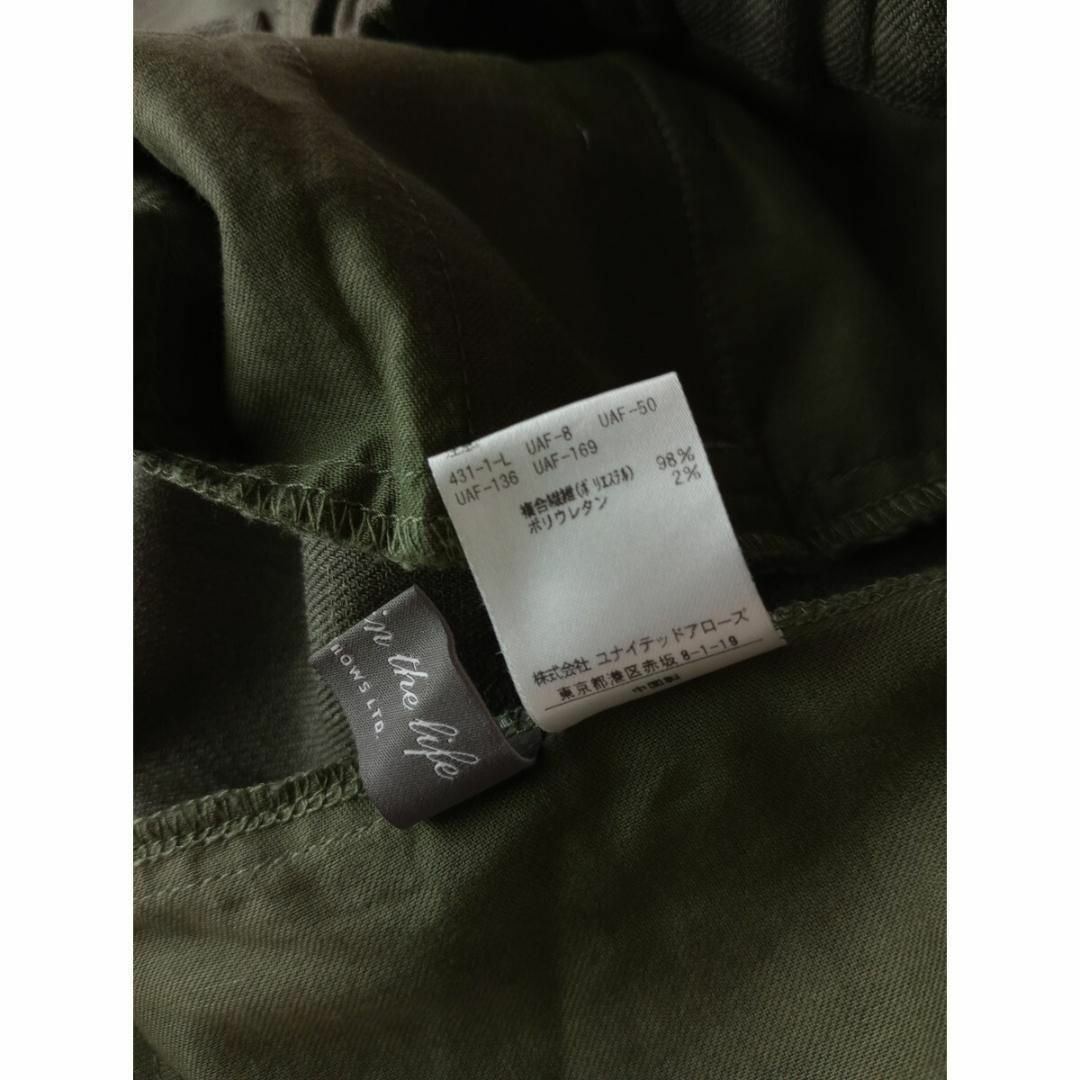 UAF-8 UAF-50
431-1-L
UAF-136 UAF-169
複合繊維(ポリエステル) 98%
ポリウレタン 2%
株式会社 ユナイテッドアローズ
東京都港区赤坂 8-1-19
中国製
in the life
ROWS LTD.